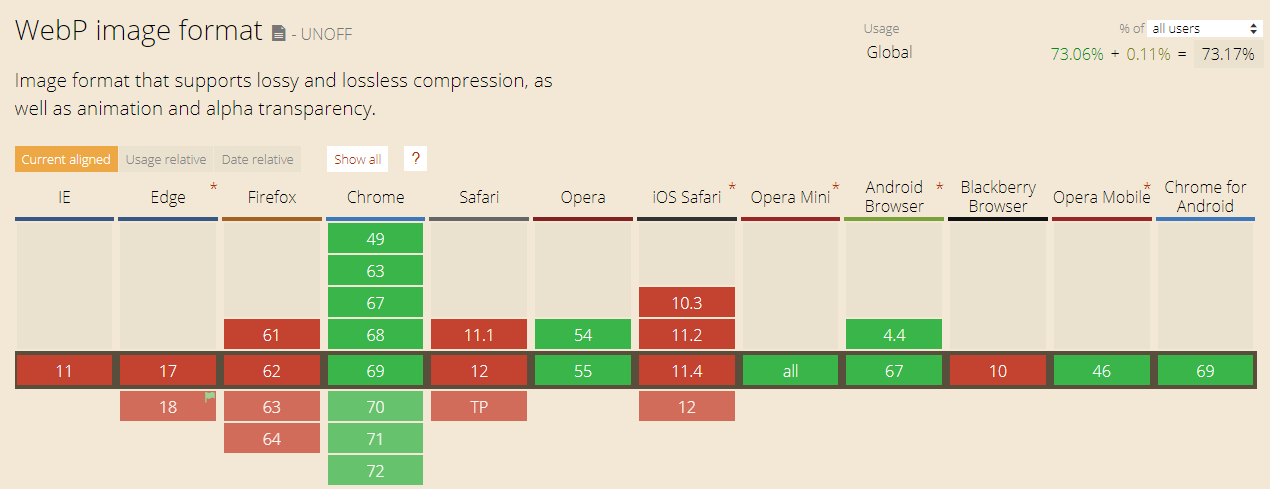 WebP image format - UNOFF
Usage % of all users
Global 73.06% + 0.11% = 73.17%
Image format that supports lossy and lossless compression, as
well as animation and alpha transparency.
Current aligned Usage relative Date relative Show all ?
IE Edge * Firefox Chrome Safari Opera iOS Safari * Opera Mini * Android Browser * Blackberry Browser Opera Mobile * Chrome for Android
49
63
67 10.3
61 68 11.1 54 11.2 4.4
11 17 62 69 12 55 11.4 all 67 10 46 69
18 63 70 TP 12
64 71
72